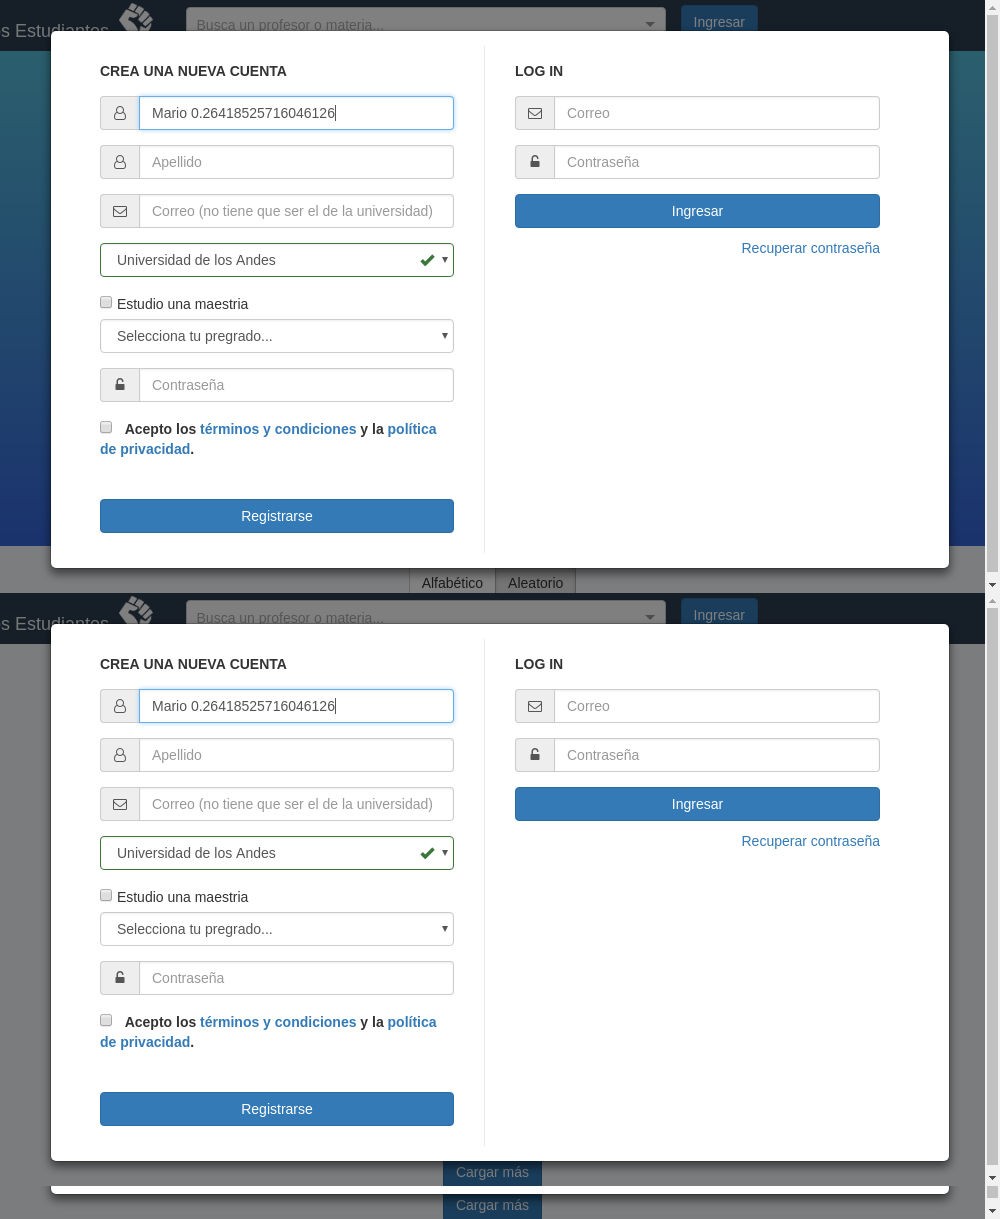 os Estudiantes
Busca un profesor o materia...
Ingresar
CREA UNA NUEVA CUENTA
LOG IN
Mario 0.26418525716046126
Correo
Apellido
Contraseña
Correo (no tiene que ser el de la universidad)
Ingresar
Universidad de los Andes
Recuperar contraseña
Estudio una maestria
Selecciona tu pregrado...
Contraseña
Acepto los términos y condiciones y la política
de privacidad.
Registrarse
Alfabético
Aleatorio
os Estudiantes
Busca un profesor o materia...
Ingresar
CREA UNA NUEVA CUENTA
LOG IN
Mario 0.26418525716046126
Correo
Apellido
Contraseña
Correo (no tiene que ser el de la universidad)
Ingresar
Universidad de los Andes
Recuperar contraseña
Estudio una maestria
Selecciona tu pregrado...
Contraseña
Acepto los términos y condiciones y la política
de privacidad.
Registrarse
Cargar más
Cargar más